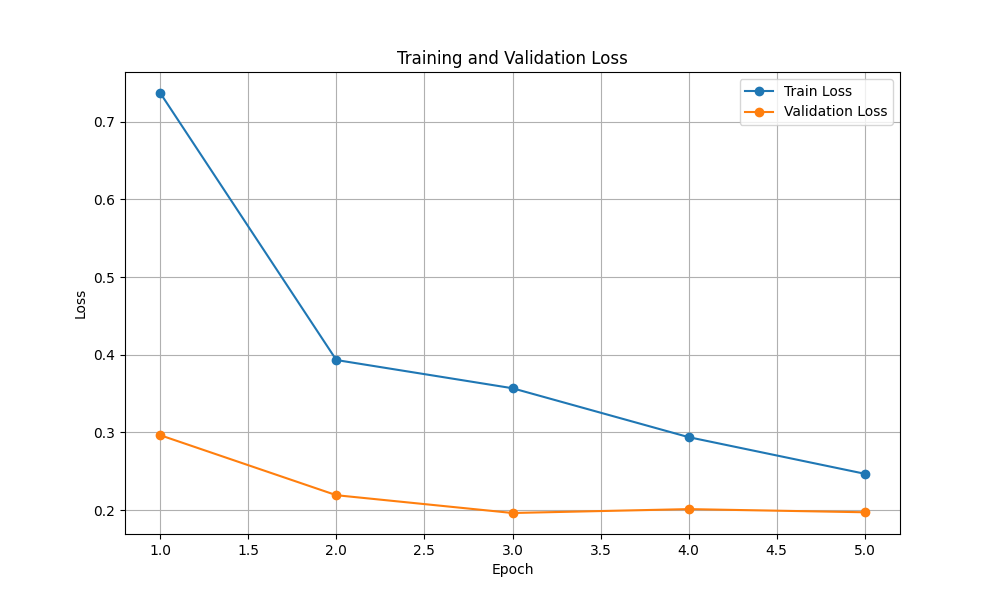 Training and Validation Loss
Train Loss
Validation Loss
0.7
0.6
0.5
0.4
0.3
0.2
Loss
1.0 1.5 2.0 2.5 3.0 3.5 4.0 4.5 5.0
Epoch